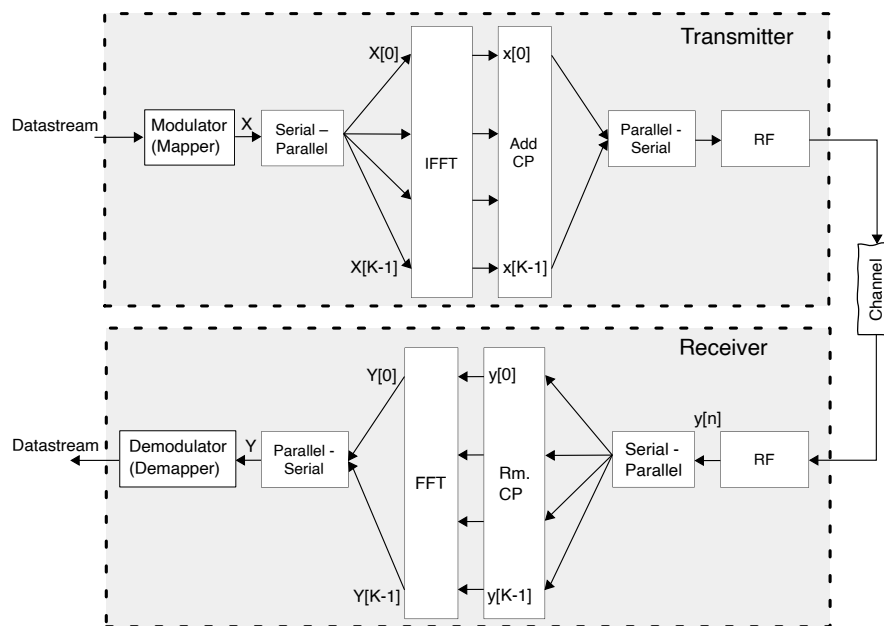 Transmitter
X[0]
x[0]
Datastream
Modulator
(Mapper)
X
Serial –
Parallel
IFFT
Add
CP
Parallel -
Serial
RF
X[K-1]
x[K-1]
Channel
Receiver
Y[0]
y[0]
y[n]
Datastream
Demodulator
(Demapper)
Y
Parallel -
Serial
FFT
Rm.
CP
Serial -
Parallel
RF
Y[K-1]
y[K-1]